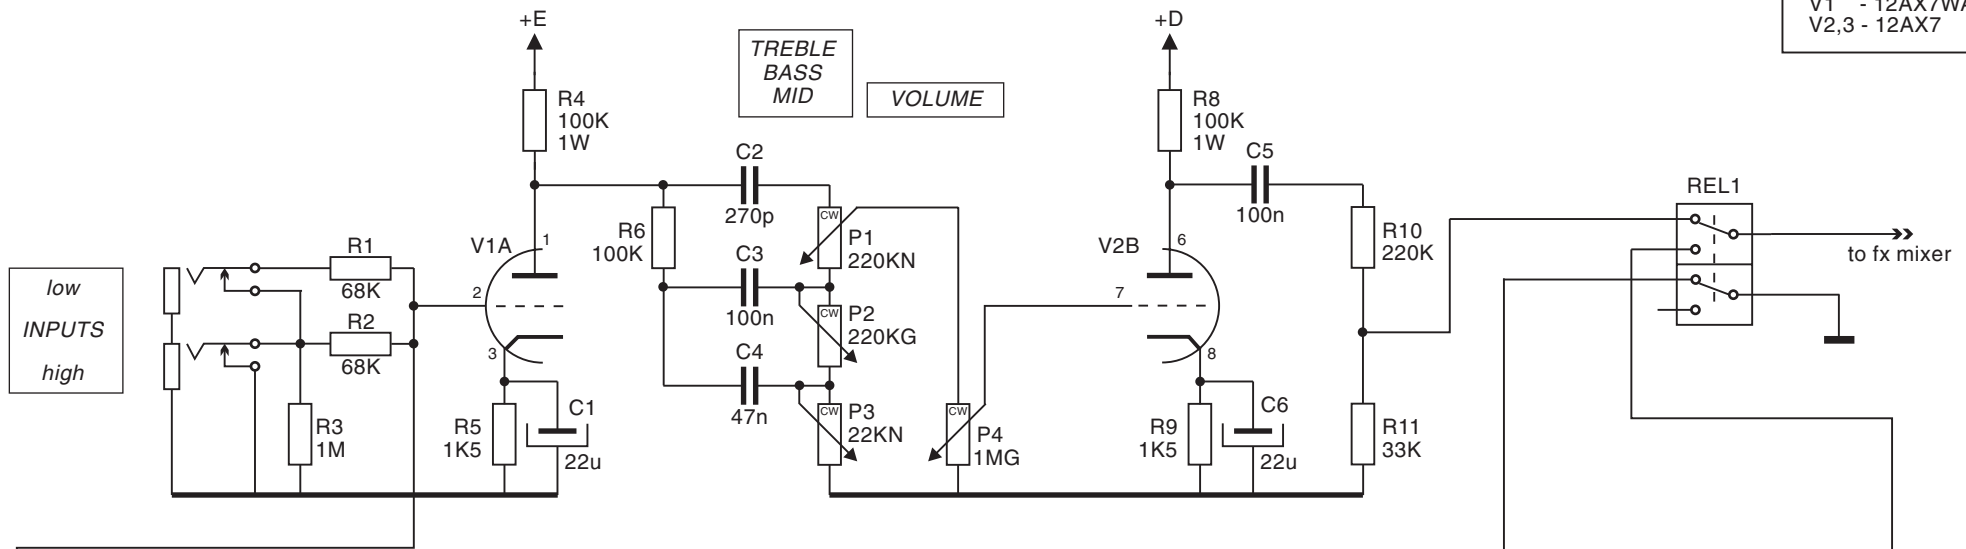 +E
+D
V1 - 12AX7WA
V2,3 - 12AX7
TREBLE
BASS
MID
VOLUME
R4
100K
1W
R8
100K
1W
C2
270p
C5
100n
REL1
R6
100K
CW
P1
220KN
R10
220K
R1
68K
V1A
1
2
3
C3
100n
V2B
6
7
8
to fx mixer
low
INPUTS
high
R2
68K
CW
P2
220KG
C4
47n
R3
1M
R5
1K5
C1
22u
CW
P3
22KN
CW
P4
1MG
R9
1K5
C6
22u
R11
33K